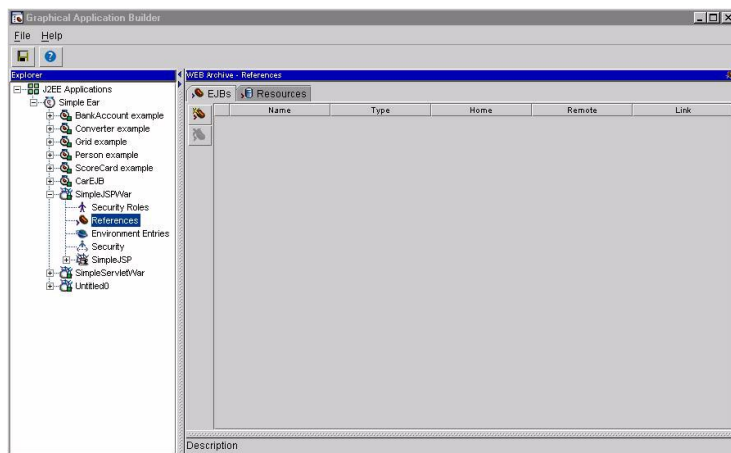 Graphical Application Builder
File Help
Explorer
J2EE Applications
Simple Ear
BankAccount example
Converter example
Grid example
Person example
ScoreCard example
CarEJB
SimpleJSPWar
Security Roles
References
Environment Entries
Security
SimpleJSP
SimpleServletWar
Untitled0
WEB Archive - References
EJBs Resources
Name Type Home Remote Link
Description